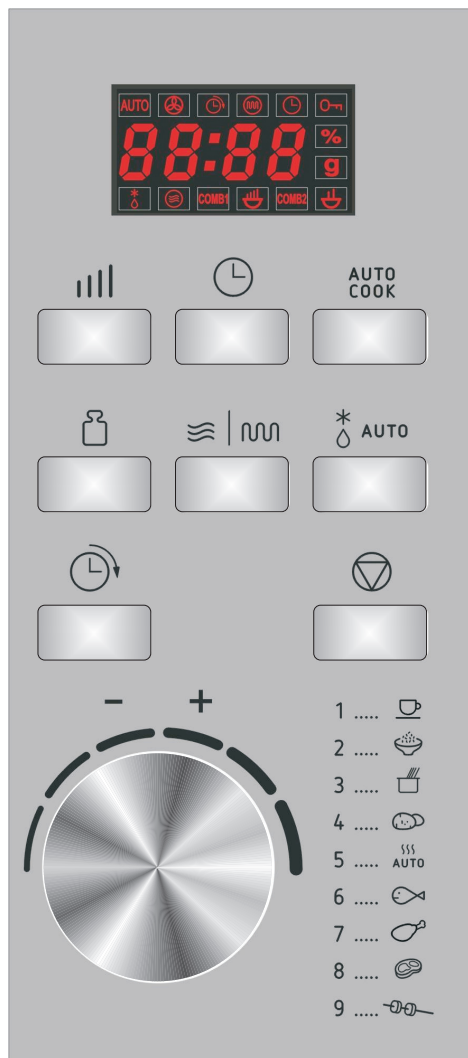 AUTO
88:88 %
g
COMB1 COMB2
AUTO
COOK
AUTO
- +
1 .....
2 .....
3 .....
4 .....
5 ..... AUTO
6 .....
7 .....
8 .....
9 .....